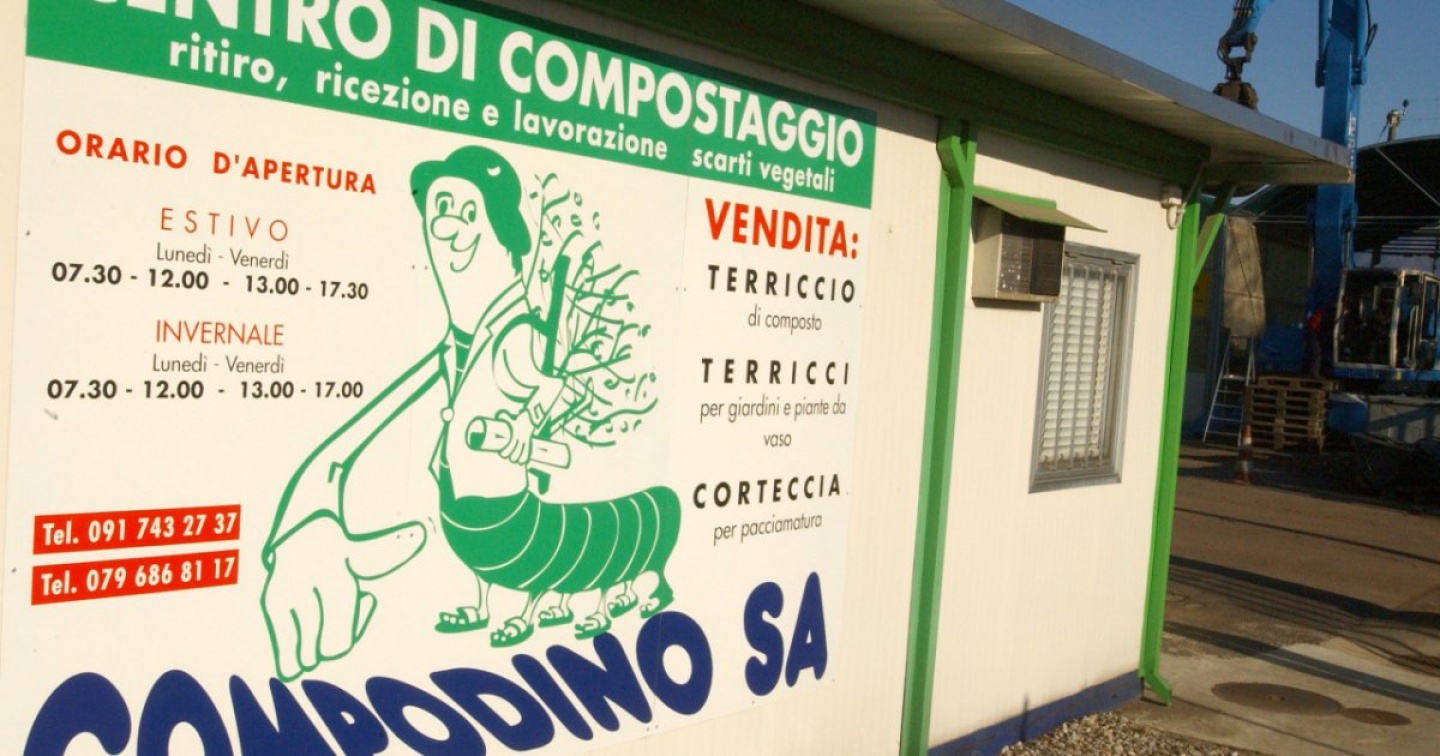 CENTRO DI COMPOSTAGGIO
ritiro, ricezione e lavorazione scarti vegetali
ORARIO D'APERTURA
ESTIVO
Lunedì - Venerdì
07.30 - 12.00 - 13.00 - 17.30
INVERNALE
Lunedì - Venerdì
07.30 - 12.00 - 13.00 - 17.00
Tel. 091 743 27 37
Tel. 079 686 81 17
VENDITA:
TERRICCIO
di composto
TERRICCI
per giardini e piante da
vaso
CORTECCIA
per pacciamatura
COMPODINO SA